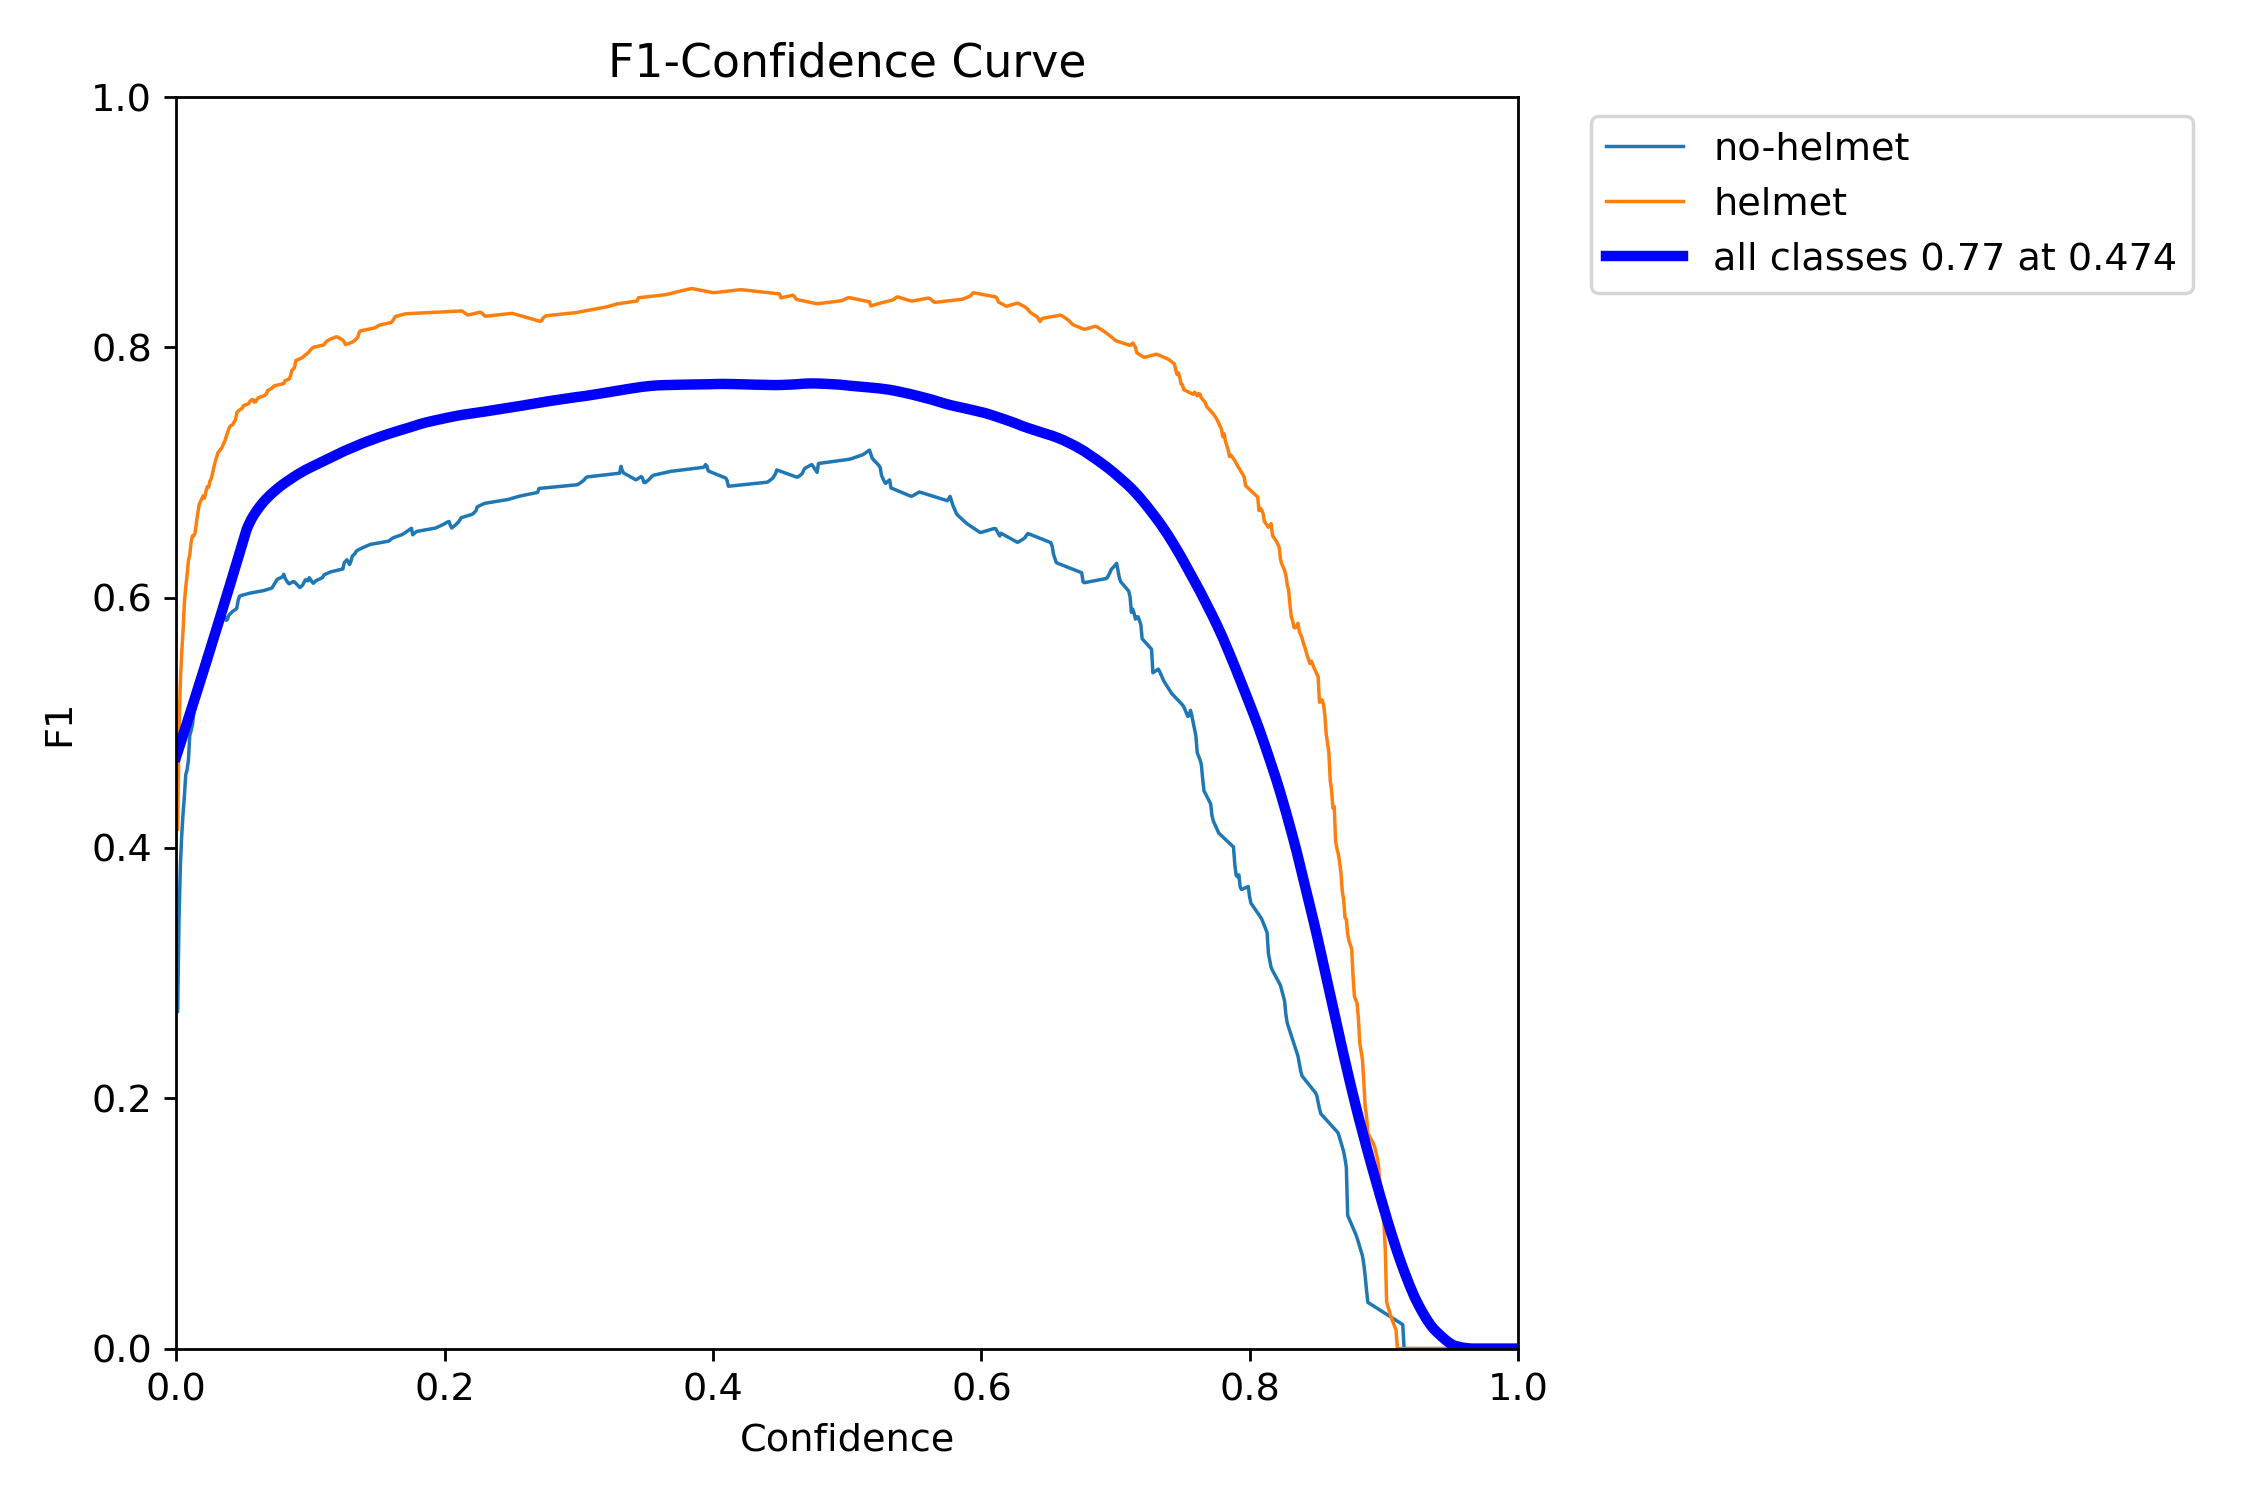 F1-Confidence Curve
1.0
0.8
0.6
0.4
0.2
0.0
F1
0.0 0.2 0.4 0.6 0.8 1.0
Confidence
no-helmet
helmet
all classes 0.77 at 0.474